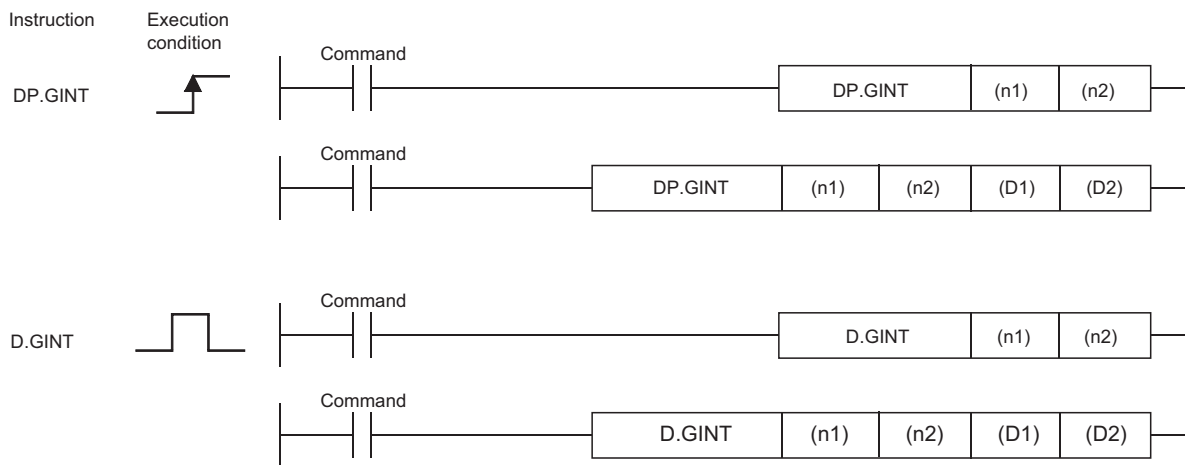 Instruction Execution condition
Command
DP.GINT DP.GINT (n1) (n2)
Command
DP.GINT (n1) (n2) (D1) (D2)
Command
D.GINT D.GINT (n1) (n2)
Command
D.GINT (n1) (n2) (D1) (D2)